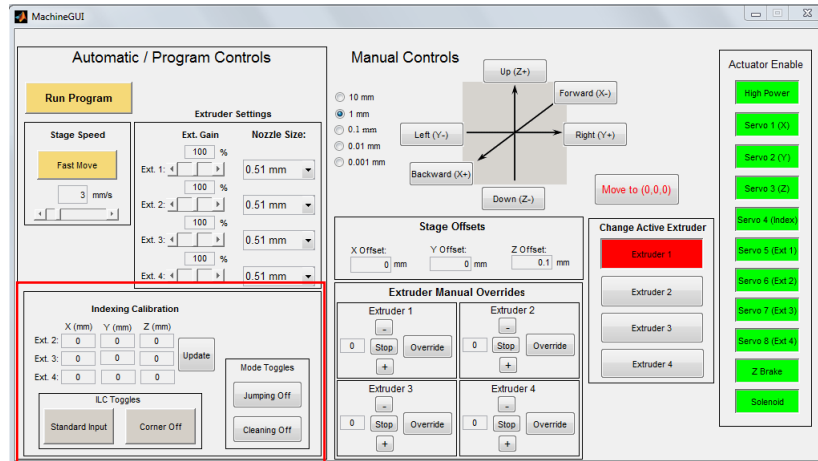 MachineGUI
Automatic / Program Controls
Run Program
Stage Speed
Fast Move
3 mm/s
Extruder Settings
Ext. Gain Nozzle Size:
100 %
Ext. 1: 0.51 mm
100 %
Ext. 2: 0.51 mm
100 %
Ext. 3: 0.51 mm
100 %
Ext. 4: 0.51 mm
Indexing Calibration
X (mm) Y (mm) Z (mm)
Ext. 2: 0 0 0
Ext. 3: 0 0 0
Ext. 4: 0 0 0
Update
ILC Toggles
Standard Input Corner Off
Mode Toggles
Jumping Off
Cleaning Off
Manual Controls
10 mm
1 mm
0.1 mm
0.01 mm
0.001 mm
Up (Z+)
Forward (X-)
Left (Y-)
Right (Y+)
Backward (X+)
Down (Z-)
Move to (0,0,0)
Stage Offsets
X Offset: Y Offset: Z Offset:
0 mm 0 mm 0.1 mm
Extruder Manual Overrides
Extruder 1
-
0 Stop Override
+
Extruder 2
-
0 Stop Override
+
Extruder 3
-
0 Stop Override
+
Extruder 4
-
0 Stop Override
+
Change Active Extruder
Extruder 1
Extruder 2
Extruder 3
Extruder 4
Actuator Enable
High Power
Servo 1 (X)
Servo 2 (Y)
Servo 3 (Z)
Servo 4 (Index)
Servo 5 (Ext 1)
Servo 6 (Ext 2)
Servo 7 (Ext 3)
Servo 8 (Ext 4)
Z Brake
Solenoid